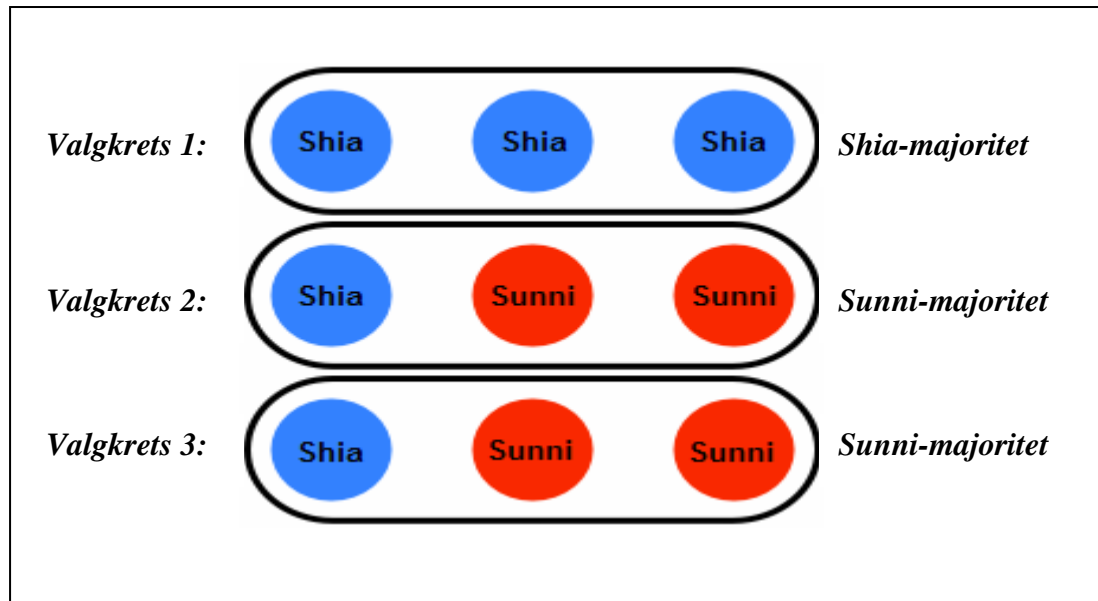 Valgkrets 1: Shia Shia Shia Shia-majoritet
Valgkrets 2: Shia Sunni Sunni Sunni-majoritet
Valgkrets 3: Shia Sunni Sunni Sunni-majoritet